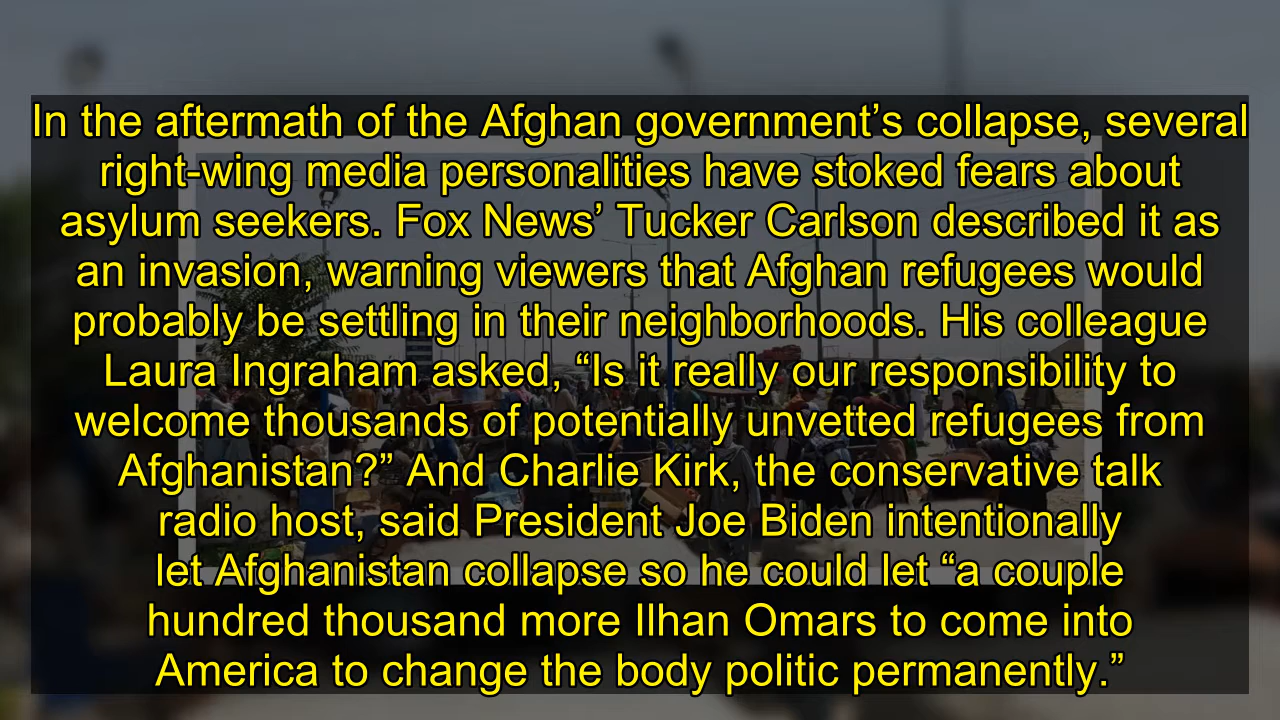 In the aftermath of the Afghan government’s collapse, several
right-wing media personalities have stoked fears about
asylum seekers. Fox News’ Tucker Carlson described it as
an invasion, warning viewers that Afghan refugees would
probably be settling in their neighborhoods. His colleague
Laura Ingraham asked, “Is it really our responsibility to
welcome thousands of potentially unvetted refugees from
Afghanistan?” And Charlie Kirk, the conservative talk
radio host, said President Joe Biden intentionally
let Afghanistan collapse so he could let “a couple
hundred thousand more Ilhan Omars to come into
America to change the body politic permanently.”